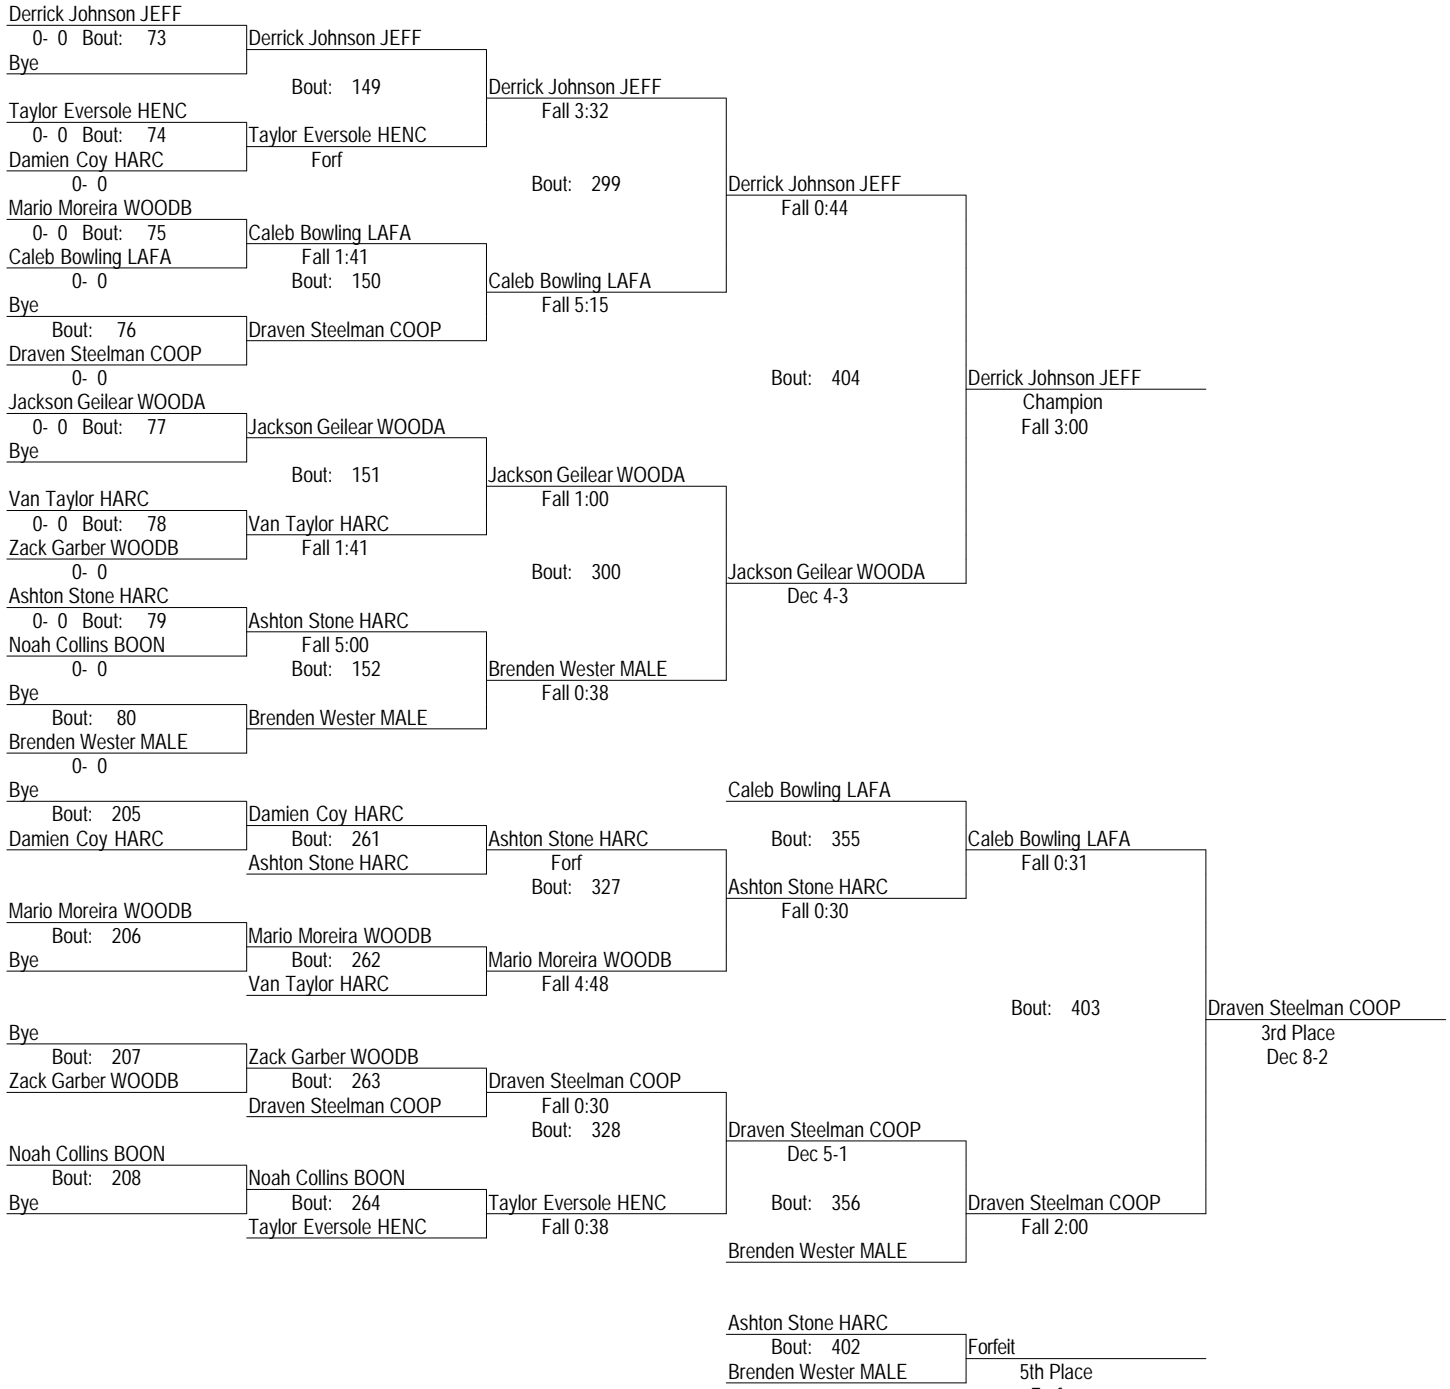 Derrick Johnson JEFF
0- 0 Bout: 73 Derrick Johnson JEFF
Bye
Bout: 149 Derrick Johnson JEFF
Taylor Eversole HENC Fall 3:32
0- 0 Bout: 74 Taylor Eversole HENC
Damien Coy HARC Forf
0- 0 Bout: 299 Derrick Johnson JEFF
Mario Moreira WOODB Fall 0:44
0- 0 Bout: 75 Caleb Bowling LAFA
Caleb Bowling LAFA Fall 1:41
0- 0 Bout: 150 Caleb Bowling LAFA
Bye Fall 5:15
Bout: 76 Draven Steelman COOP
Draven Steelman COOP
0- 0 Bout: 404 Derrick Johnson JEFF
Jackson Geilear WOODA Champion
0- 0 Bout: 77 Jackson Geilear WOODA Fall 3:00
Bye
Bout: 151 Jackson Geilear WOODA
Van Taylor HARC Fall 1:00
0- 0 Bout: 78 Van Taylor HARC
Zack Garber WOODB Fall 1:41
0- 0 Bout: 300 Jackson Geilear WOODA
Ashton Stone HARC Dec 4-3
0- 0 Bout: 79 Ashton Stone HARC
Noah Collins BOON Fall 5:00
0- 0 Bout: 152 Brenden Wester MALE
Bye Fall 0:38
Bout: 80 Brenden Wester MALE
Brenden Wester MALE
0- 0
Bye Caleb Bowling LAFA
Bout: 205 Damien Coy HARC
Damien Coy HARC Bout: 261 Ashton Stone HARC Bout: 355 Caleb Bowling LAFA
Ashton Stone HARC Forf Fall 0:31
Bout: 327 Ashton Stone HARC
Mario Moreira WOODB Fall 0:30
Bout: 206 Mario Moreira WOODB
Bye Bout: 262 Mario Moreira WOODB
Van Taylor HARC Fall 4:48
Bout: 403 Draven Steelman COOP
Bye 3rd Place
Bout: 207 Zack Garber WOODB Dec 8-2
Zack Garber WOODB Bout: 263 Draven Steelman COOP
Draven Steelman COOP Fall 0:30
Bout: 328 Draven Steelman COOP
Noah Collins BOON Dec 5-1
Bout: 208 Noah Collins BOON
Bye Bout: 264 Taylor Eversole HENC Bout: 356 Draven Steelman COOP
Taylor Eversole HENC Fall 0:38 Fall 2:00
Brenden Wester MALE
Ashton Stone HARC
Bout: 402 Forfeit
Brenden Wester MALE 5th Place